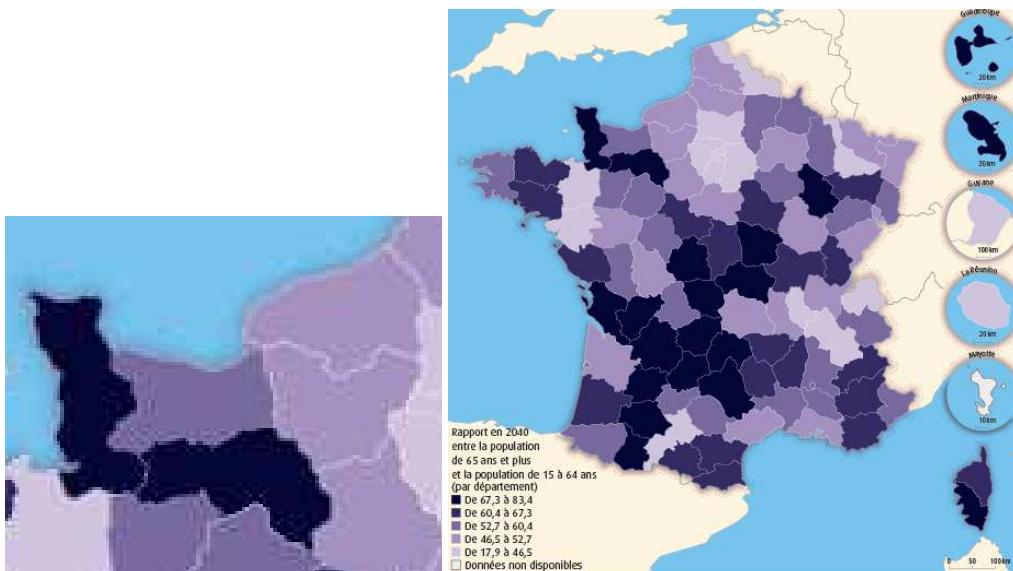 Guadeloupe
20 km
Martinique
20 km
Guyane
100 km
La Réunion
20 km
Mayotte
10 km
Rapport en 2040
entre la population
de 65 ans et plus
et la population de 15 à 64 ans
(par département)
De 67,3 à 83,4
De 60,4 à 67,3
De 52,7 à 60,4
De 46,5 à 52,7
De 17,9 à 46,5
Données non disponibles
0 50 100 km